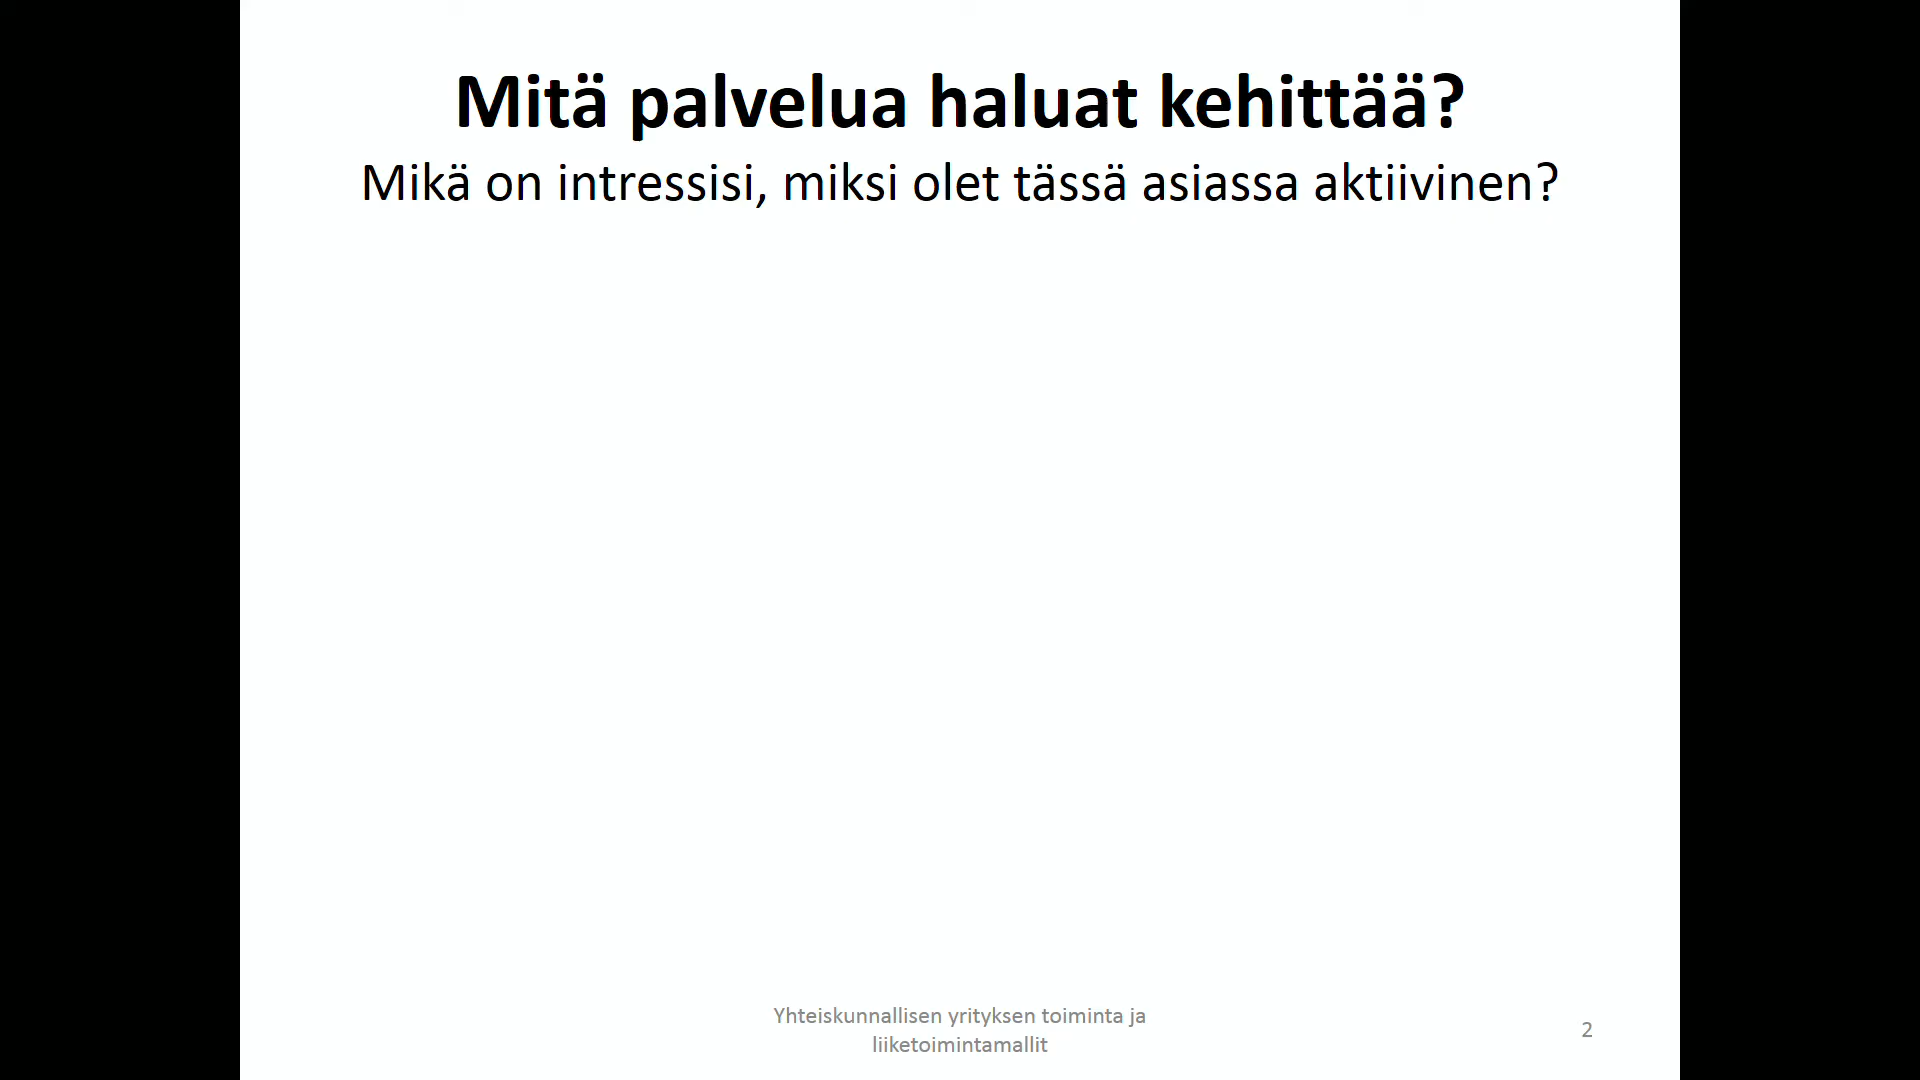 Mitä palvelua haluat kehittää?
Mikä on intressisi, miksi olet tässä asiassa aktiivinen?
Yhteiskunnallisen yrityksen toiminta ja
liiketoimintamallit
2